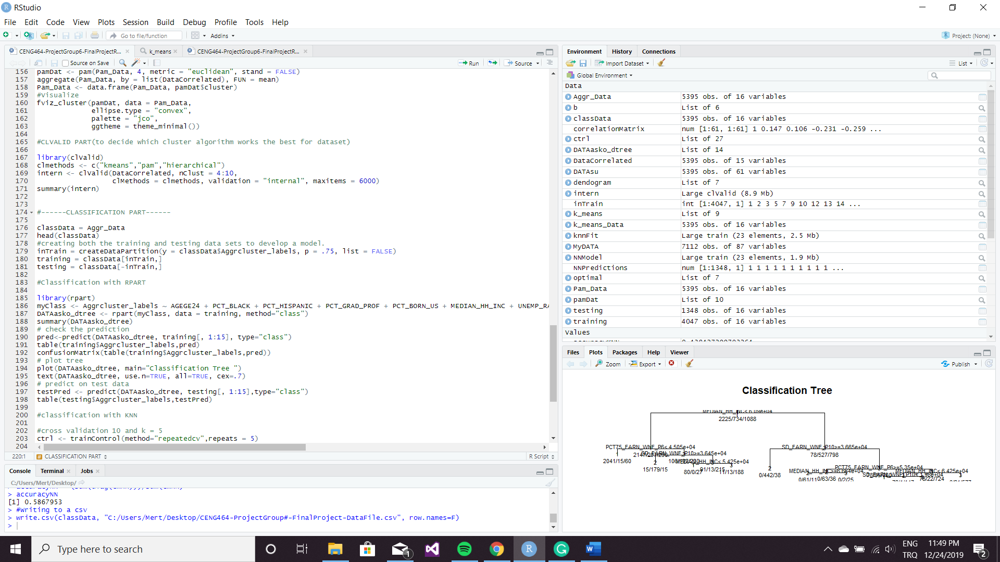 RStudio
File Edit Code View Plots Session Build Debug Profile Tools Help
Go to file/function Addins Project: (None)
CENG464-ProjectGroup6-FinalProjectR... k_means CENG464-ProjectGroup6-FinalProjectR...
Source on Save Run Source
156 pamDat <- pam(Pam_Data, 4, metric = "euclidean", stand = FALSE)
157 aggregate(Pam_Data, by = list(DataCorrelated), FUN = mean)
158 Pam_Data <- data.frame(Pam_Data, pamDat$cluster)
159 #Visualize
160 fviz_cluster(pamDat, data = Pam_Data,
161 ellipse.type = "convex",
162 palette = "jco",
163 ggtheme = theme_minimal())
164
165 #CLVALID PART(to decide which cluster algorithm works the best for dataset)
166
167 library(clValid)
168 clmethods <- c("kmeans","pam","hierarchical")
169 intern <- clValid(DataCorrelated, nClust = 4:10,
170 clMethods = clmethods, validation = "internal", maxitems = 6000)
171 summary(intern)
172
173
174 #------CLASSIFICATION PART------
175
176 classData = Aggr_Data
177 head(classData)
178 #creating both the training and testing data sets to develop a model.
179 inTrain = createDataPartition(y = classData$Aggrcluster_labels, p = .75, list = FALSE)
180 training = classData[inTrain,]
181 testing = classData[-inTrain,]
182
183 #Classification with RPART
184
185 library(rpart)
186 myClass <- Aggrcluster_labels ~ AGEGE24 + PCT_BLACK + PCT_HISPANIC + PCT_GRAD_PROF + PCT_BORN_US + MEDIAN_HH_INC + UNEMP_RA
187 DATAasko_dtree <- rpart(myClass, data = training, method="class")
188 summary(DATAasko_dtree)
189 # check the prediction
190 pred<-predict(DATAasko_dtree, training[, 1:15], type="class")
191 table(training$Aggrcluster_labels,pred)
192 confusionMatrix(table(training$Aggrcluster_labels,pred))
193 # plot tree
194 plot(DATAasko_dtree, main="Classification Tree ")
195 text(DATAasko_dtree, use.n=TRUE, all=TRUE, cex=.7)
196 # predict on test data
197 testPred <- predict(DATAasko_dtree, testing[, 1:15],type="class")
198 table(testing$Aggrcluster_labels,testPred)
199
200 #classification with KNN
201
202 #cross validation 10 and k = 5
203 ctrl <- trainControl(method="repeatedcv",repeats = 5)
204
220:1 CLASSIFICATION PART R Script
Console Terminal Jobs
C:/Users/Mert/Desktop/
> accuracyNN
[1] 0.5867953
> #Writing to a csv
> write.csv(classData, "C:/Users/Mert/Desktop/CENG464-ProjectGroup#-FinalProject-DataFile.csv", row.names=F)
>
Environment History Connections
Import Dataset List
Global Environment
Data
Aggr_Data 5395 obs. of 16 variables
b List of 6
classData 5395 obs. of 16 variables
correlationMatrix num [1:61, 1:61] 1 0.147 0.106 -0.231 -0.259 ...
ctrl List of 27
DATAasko_dtree List of 14
DataCorrelated 5395 obs. of 15 variables
DATAsu 5395 obs. of 61 variables
dendogram List of 7
intern Large clValid (8.9 Mb)
inTrain int [1:4047, 1] 1 2 3 5 7 9 10 12 13 14 ...
k_means List of 9
k_means_Data 5395 obs. of 16 variables
knnFit Large train (23 elements, 2.5 Mb)
MyDATA 7112 obs. of 87 variables
NNModel Large train (23 elements, 1.9 Mb)
NNPredictions num [1:1348, 1] 1 1 1 1 1 1 1 1 1 1 ...
optimal List of 7
Pam_Data 5395 obs. of 16 variables
pamDat List of 10
testing 1348 obs. of 16 variables
training 4047 obs. of 16 variables
Values
Files Plots Packages Help Viewer
Zoom Export Publish
Classification Tree
MEDIAN_HH_INC< 6.09e+04
2225/734/1088
PCT75_EARN_WNE_P6< 4.505e+04 SD_EARN_WNE_P10>=3.665e+04
SD_EARN_WNE_P10>=3.645e+04 78/527/798
2041/15/60 MEDIAN_HH_INC< 5.425e+04
15/179/15 91/13/215 PCT75_EARN_WNE_P6>=5.35e+04
80/0/27 11/13/188 0/442/38 MEDIAN_HH_INC>=6.664e+04 MEDIAN_HH_INC< 6.425e+04
0/61/11 0/63/36 0/2/25 78/22/724
Type here to search 1 ENG 11:49 PM
TRQ 12/24/2019 2